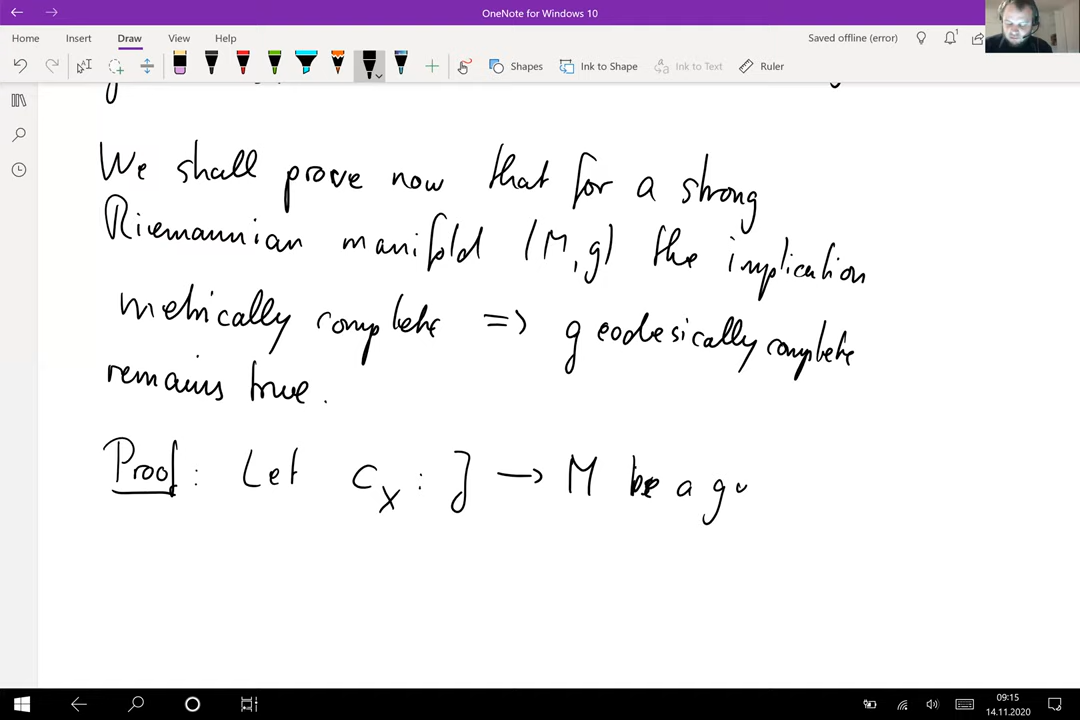 OneNote for Windows 10
Home Insert Draw View Help Saved offline (error)
Shapes Ink to Shape Ink to Text Ruler
We shall prove now that for a strong
Riemannian manifold (M, g) the implication
metrically complete => geodesically complete
remains true.
Proof: Let c_X : J → M be a g
09:15
14.11.2020